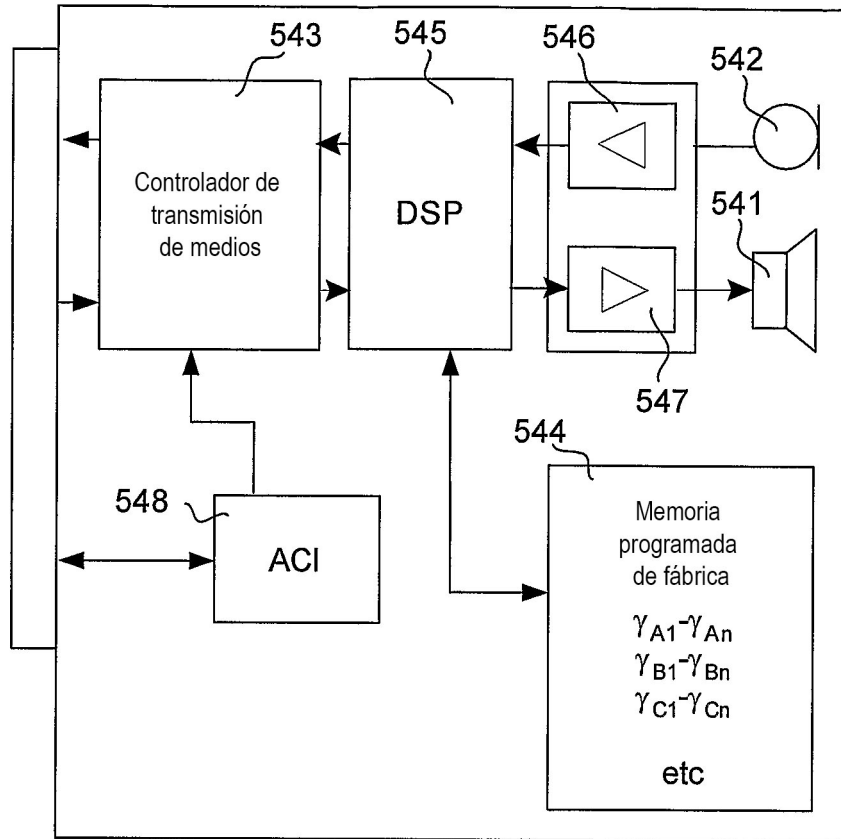 543
545
546
542
Controlador de
transmisión
de medios
DSP
541
547
544
548
ACI
Memoria
programada
de fábrica
γA1-γAn
γB1-γBn
γC1-γCn
etc